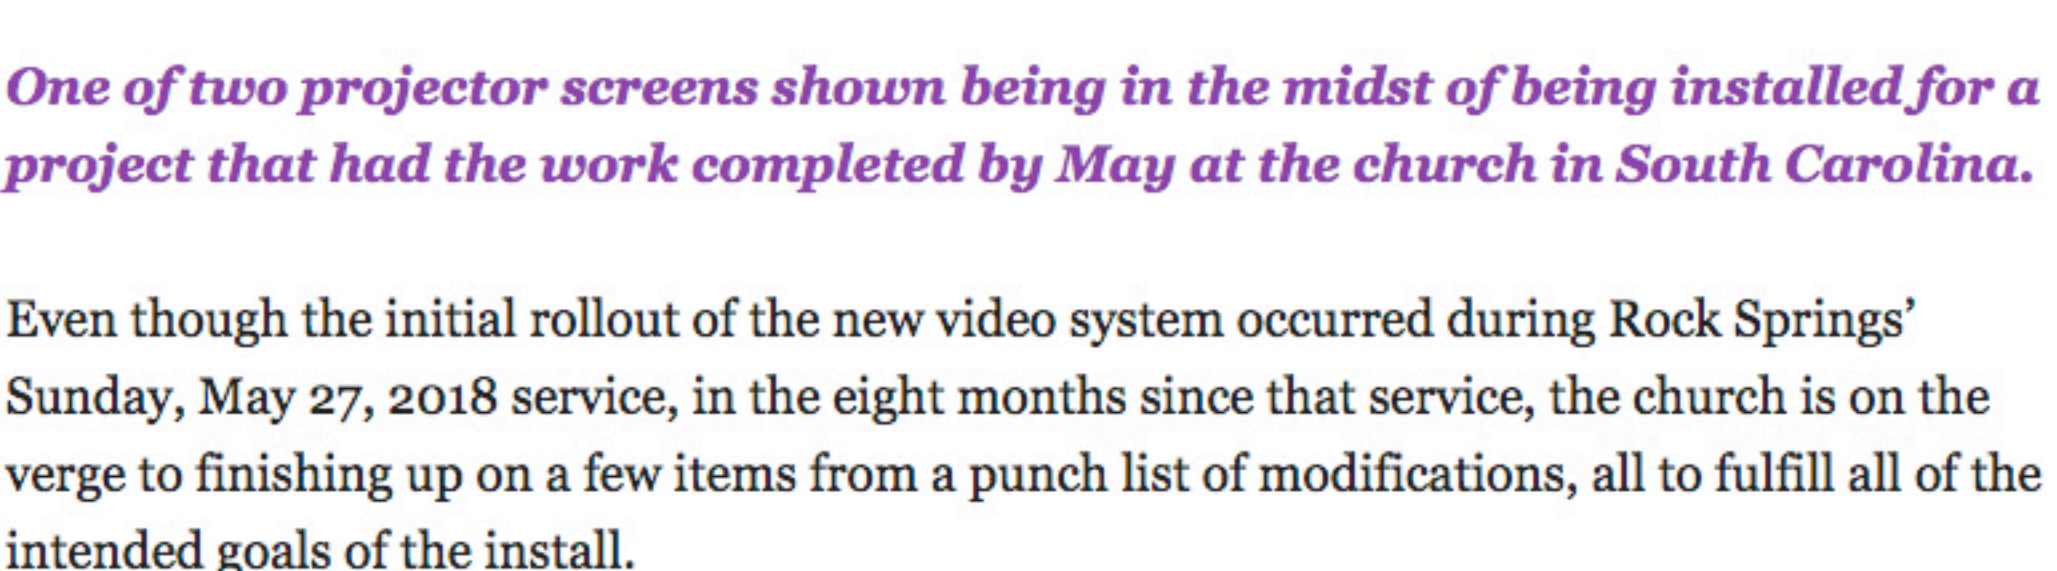 One of two projector screens shown being in the midst of being installed for a
project that had the work completed by May at the church in South Carolina.
Even though the initial rollout of the new video system occurred during Rock Springs’
Sunday, May 27, 2018 service, in the eight months since that service, the church is on the
verge to finishing up on a few items from a punch list of modifications, all to fulfill all of the
intended goals of the install.